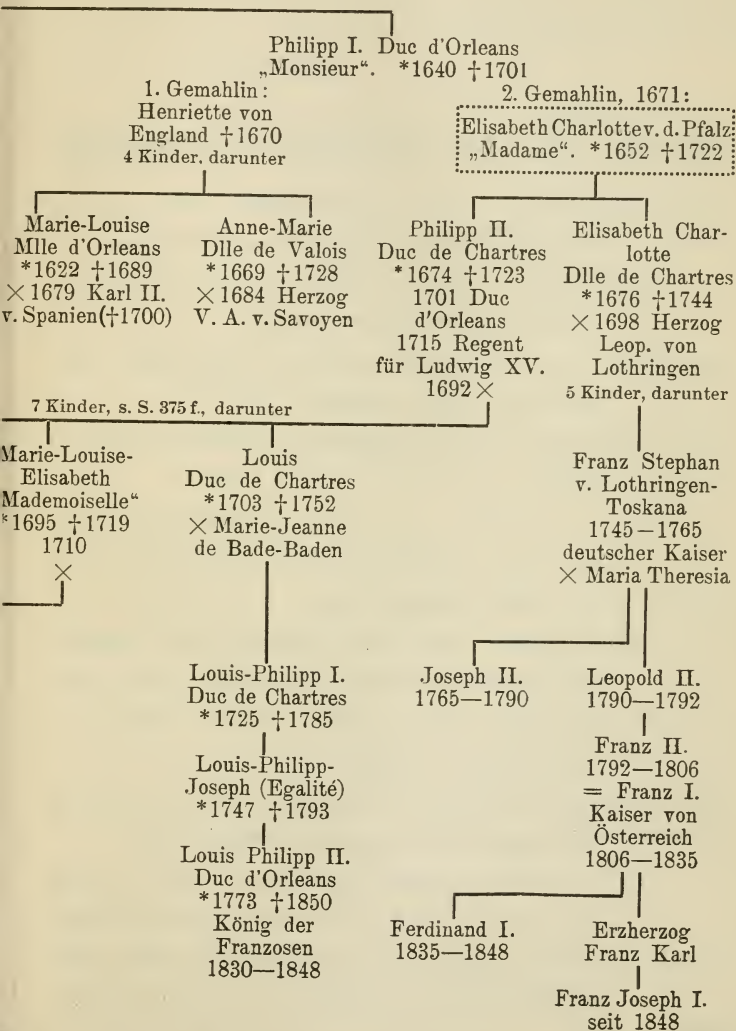 Philipp I. Duc d'Orleans
„Monsieur“. *1640 †1701
1. Gemahlin:
Henriette von
England †1670
4 Kinder, darunter
2. Gemahlin, 1671:
Elisabeth Charlotte v. d. Pfalz
„Madame“. *1652 †1722
Marie-Louise
Mlle d'Orleans
*1622 †1689
× 1679 Karl II.
v. Spanien(†1700)
Anne-Marie
Dlle de Valois
*1669 †1728
× 1684 Herzog
V. A. v. Savoyen
Philipp II.
Duc de Chartres
*1674 †1723
1701 Duc
d'Orleans
1715 Regent
für Ludwig XV.
1692 ×
Elisabeth Char-
lotte
Dlle de Chartres
*1676 †1744
× 1698 Herzog
Leop. von
Lothringen
5 Kinder, darunter
7 Kinder, s. S. 375 f., darunter
Marie-Louise-
Elisabeth
Mademoiselle“
*1695 †1719
1710
×
Louis
Duc de Chartres
*1703 †1752
× Marie-Jeanne
de Bade-Baden
Franz Stephan
v. Lothringen-
Toskana
1745—1765
deutscher Kaiser
× Maria Theresia
Louis-Philipp I.
Duc de Chartres
*1725 †1785
Joseph II.
1765—1790
Leopold II.
1790—1792
Louis-Philipp-
Joseph (Egalité)
*1747 †1793
Franz II.
1792—1806
= Franz I.
Kaiser von
Österreich
1806—1835
Louis Philipp II.
Duc d'Orleans
*1773 †1850
König der
Franzosen
1830—1848
Ferdinand I.
1835—1848
Erzherzog
Franz Karl
Franz Joseph I.
seit 1848